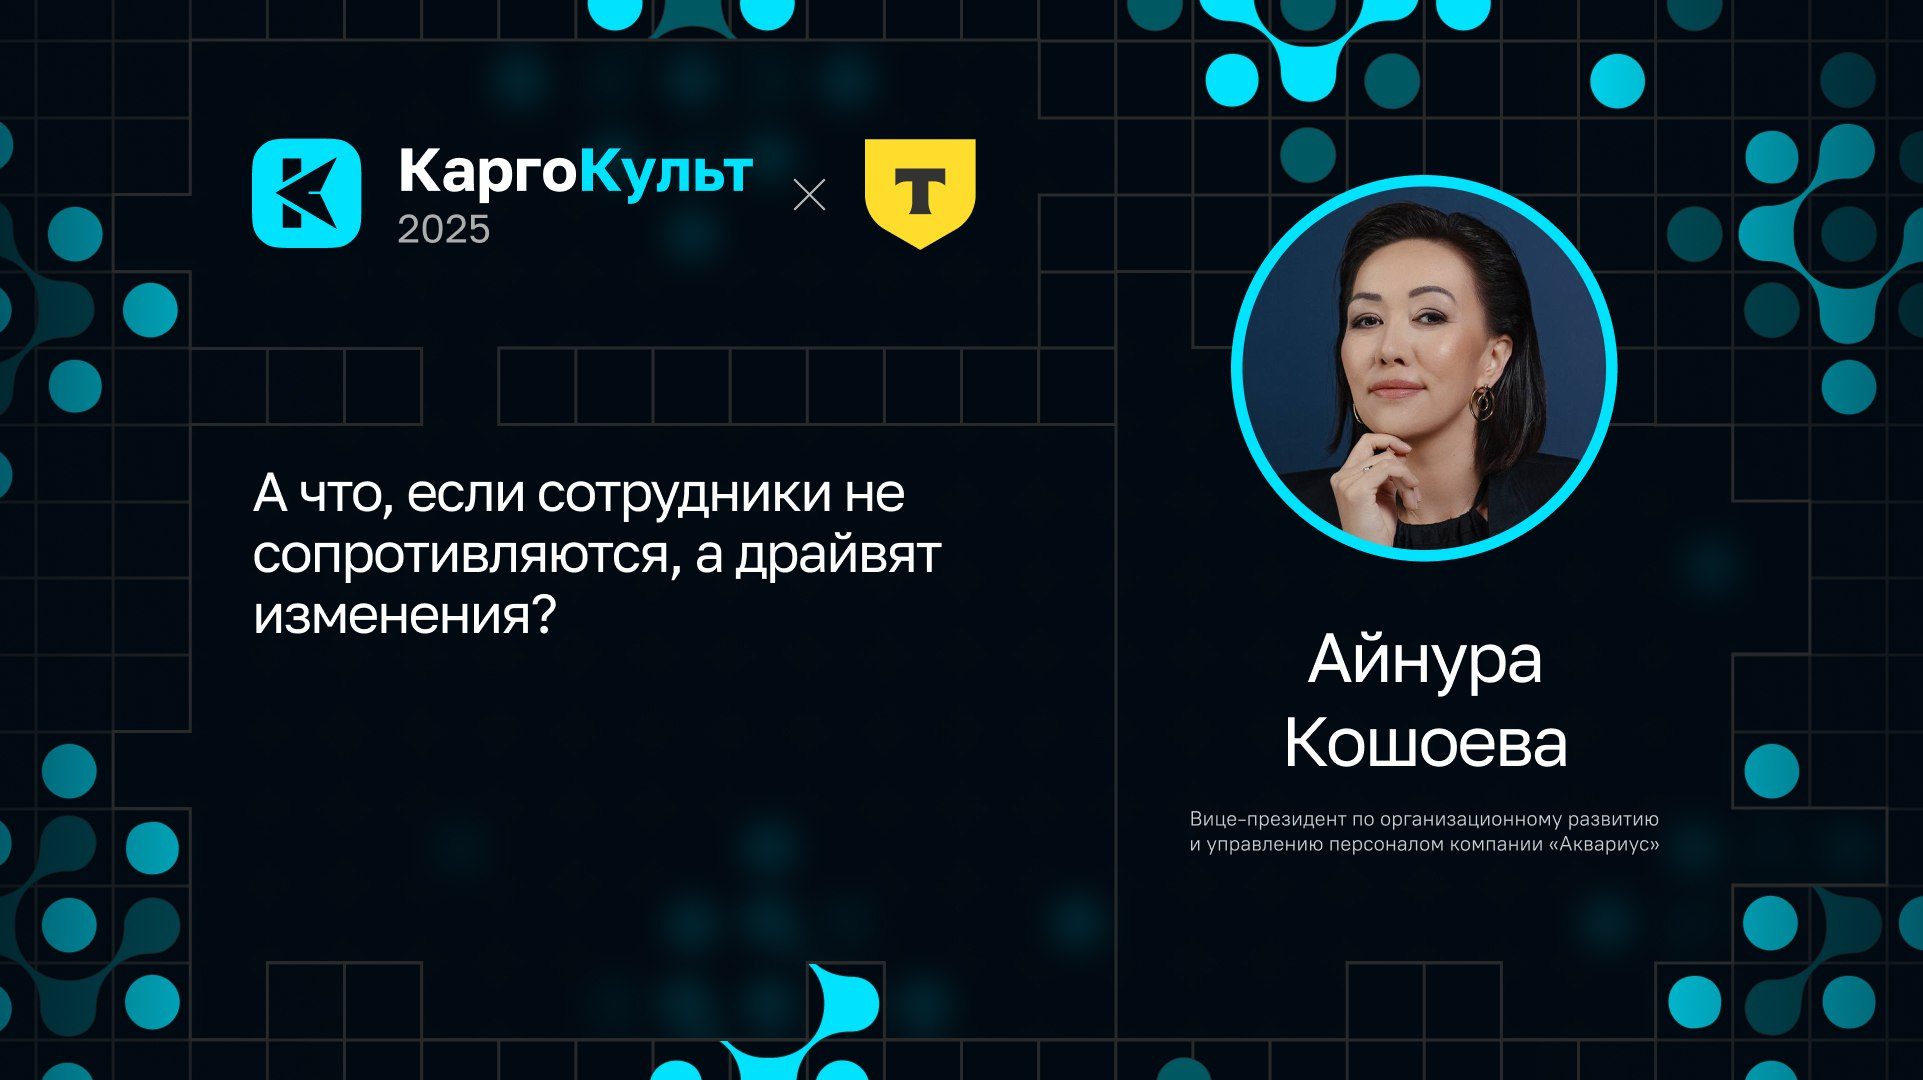 КаргоКульт
2025
Т
А что, если сотрудники не
сопротивляются, а драйвят
изменения?
Айнура
Кошоева
Вице-президент по организационному развитию
и управлению персоналом компании «Аквариус»